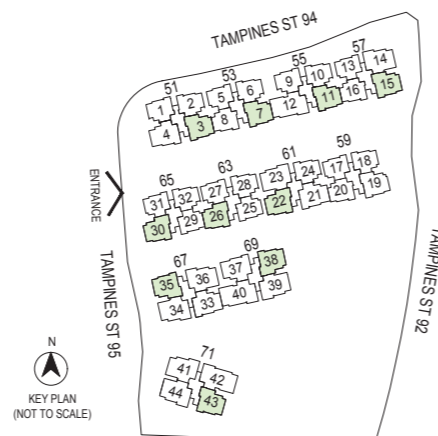 TAMPINES ST 94
51
53
55
57
1 2 5 6 9 10 13 14
4 3 8 7 12 11 16 15
ENTRANCE
65
63
61
59
31 32 27 28 23 24 17 18
30 29 26 25 22 21 20 19
67
69
35 36 37 38
34 33 40 39
TAMPINES ST 95
TAMPINES ST 92
71
41 42
44 43
N
KEY PLAN
(NOT TO SCALE)